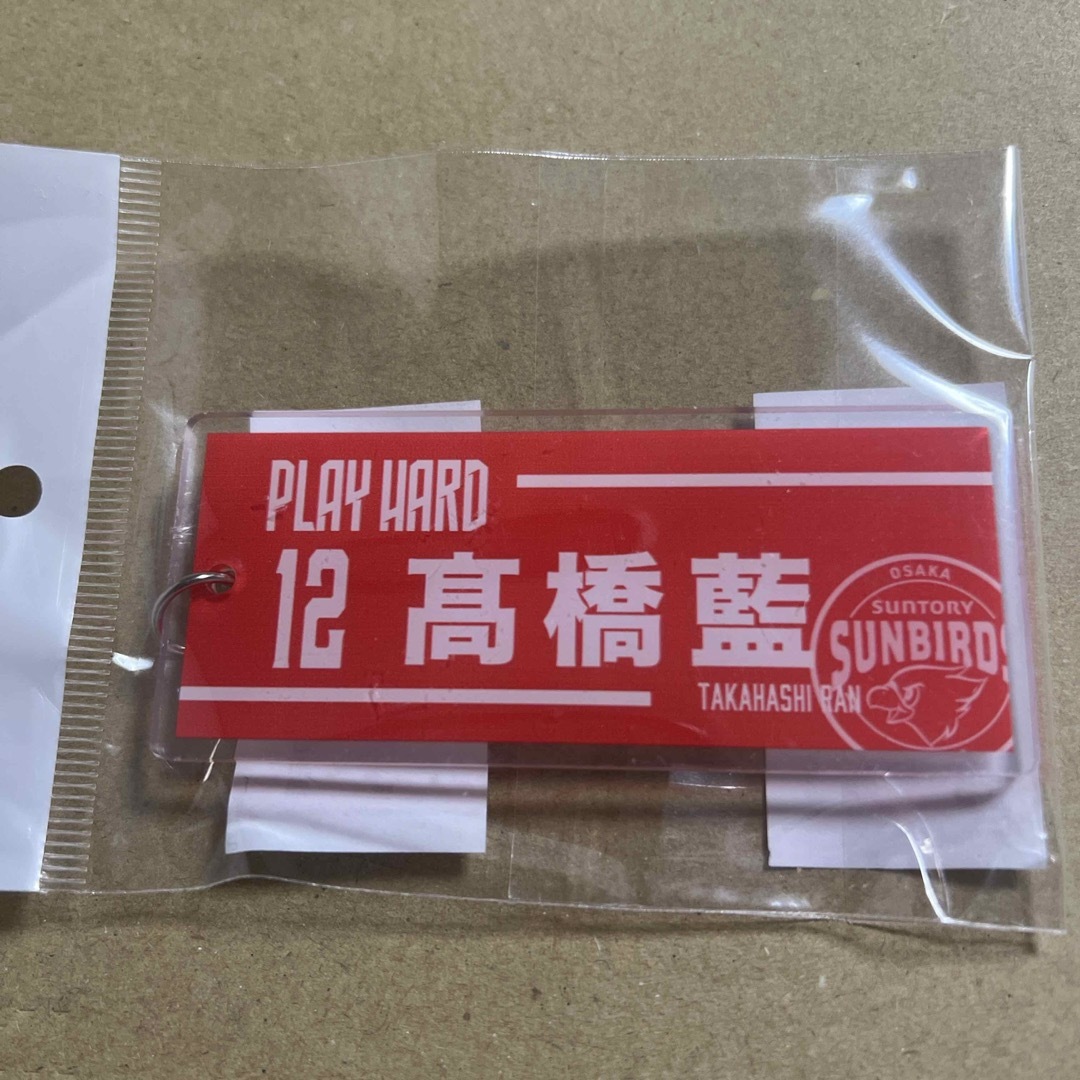 PLAY HARD
12 髙橋藍
TAKAHASHI RAN
OSAKA
SUNTORY
SUNBIRDS